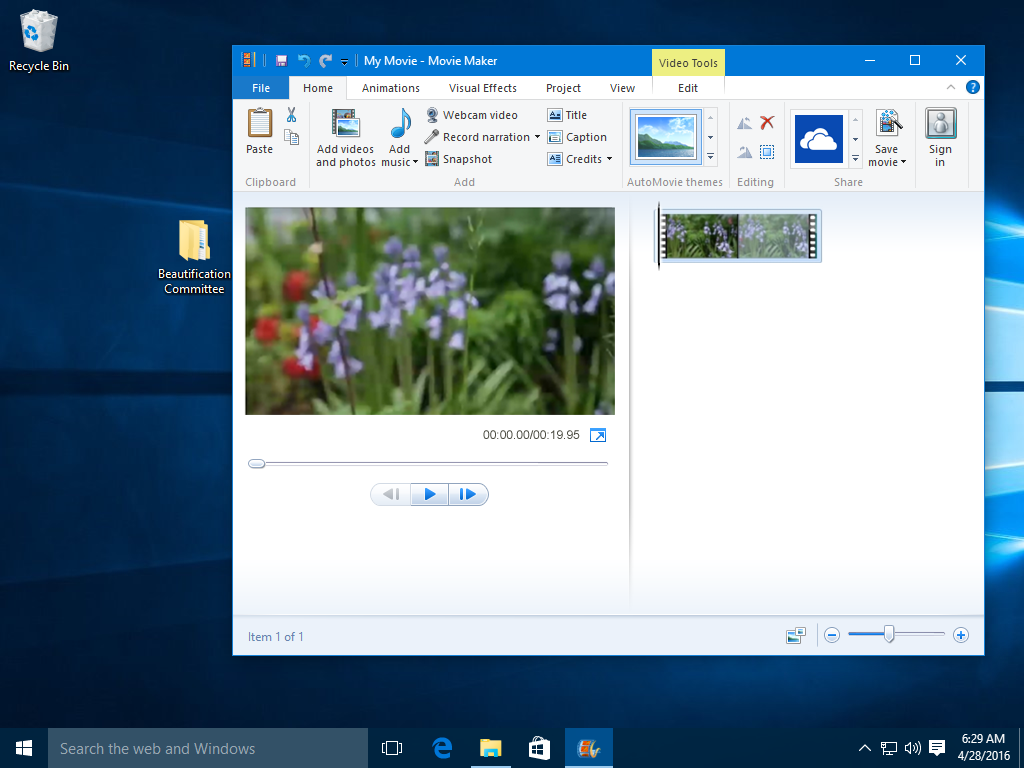 Recycle Bin
My Movie - Movie Maker
Video Tools
File
Home
Animations
Visual Effects
Project
View
Edit
Paste
Clipboard
Add videos
and photos
Add
music
Webcam video
Record narration
Snapshot
Title
Caption
Credits
Add
AutoMovie themes
Editing
Save
movie
Share
Sign
in
Beautification
Committee
00:00.00/00:19.95
Item 1 of 1
Search the web and Windows
6:29 AM
4/28/2016